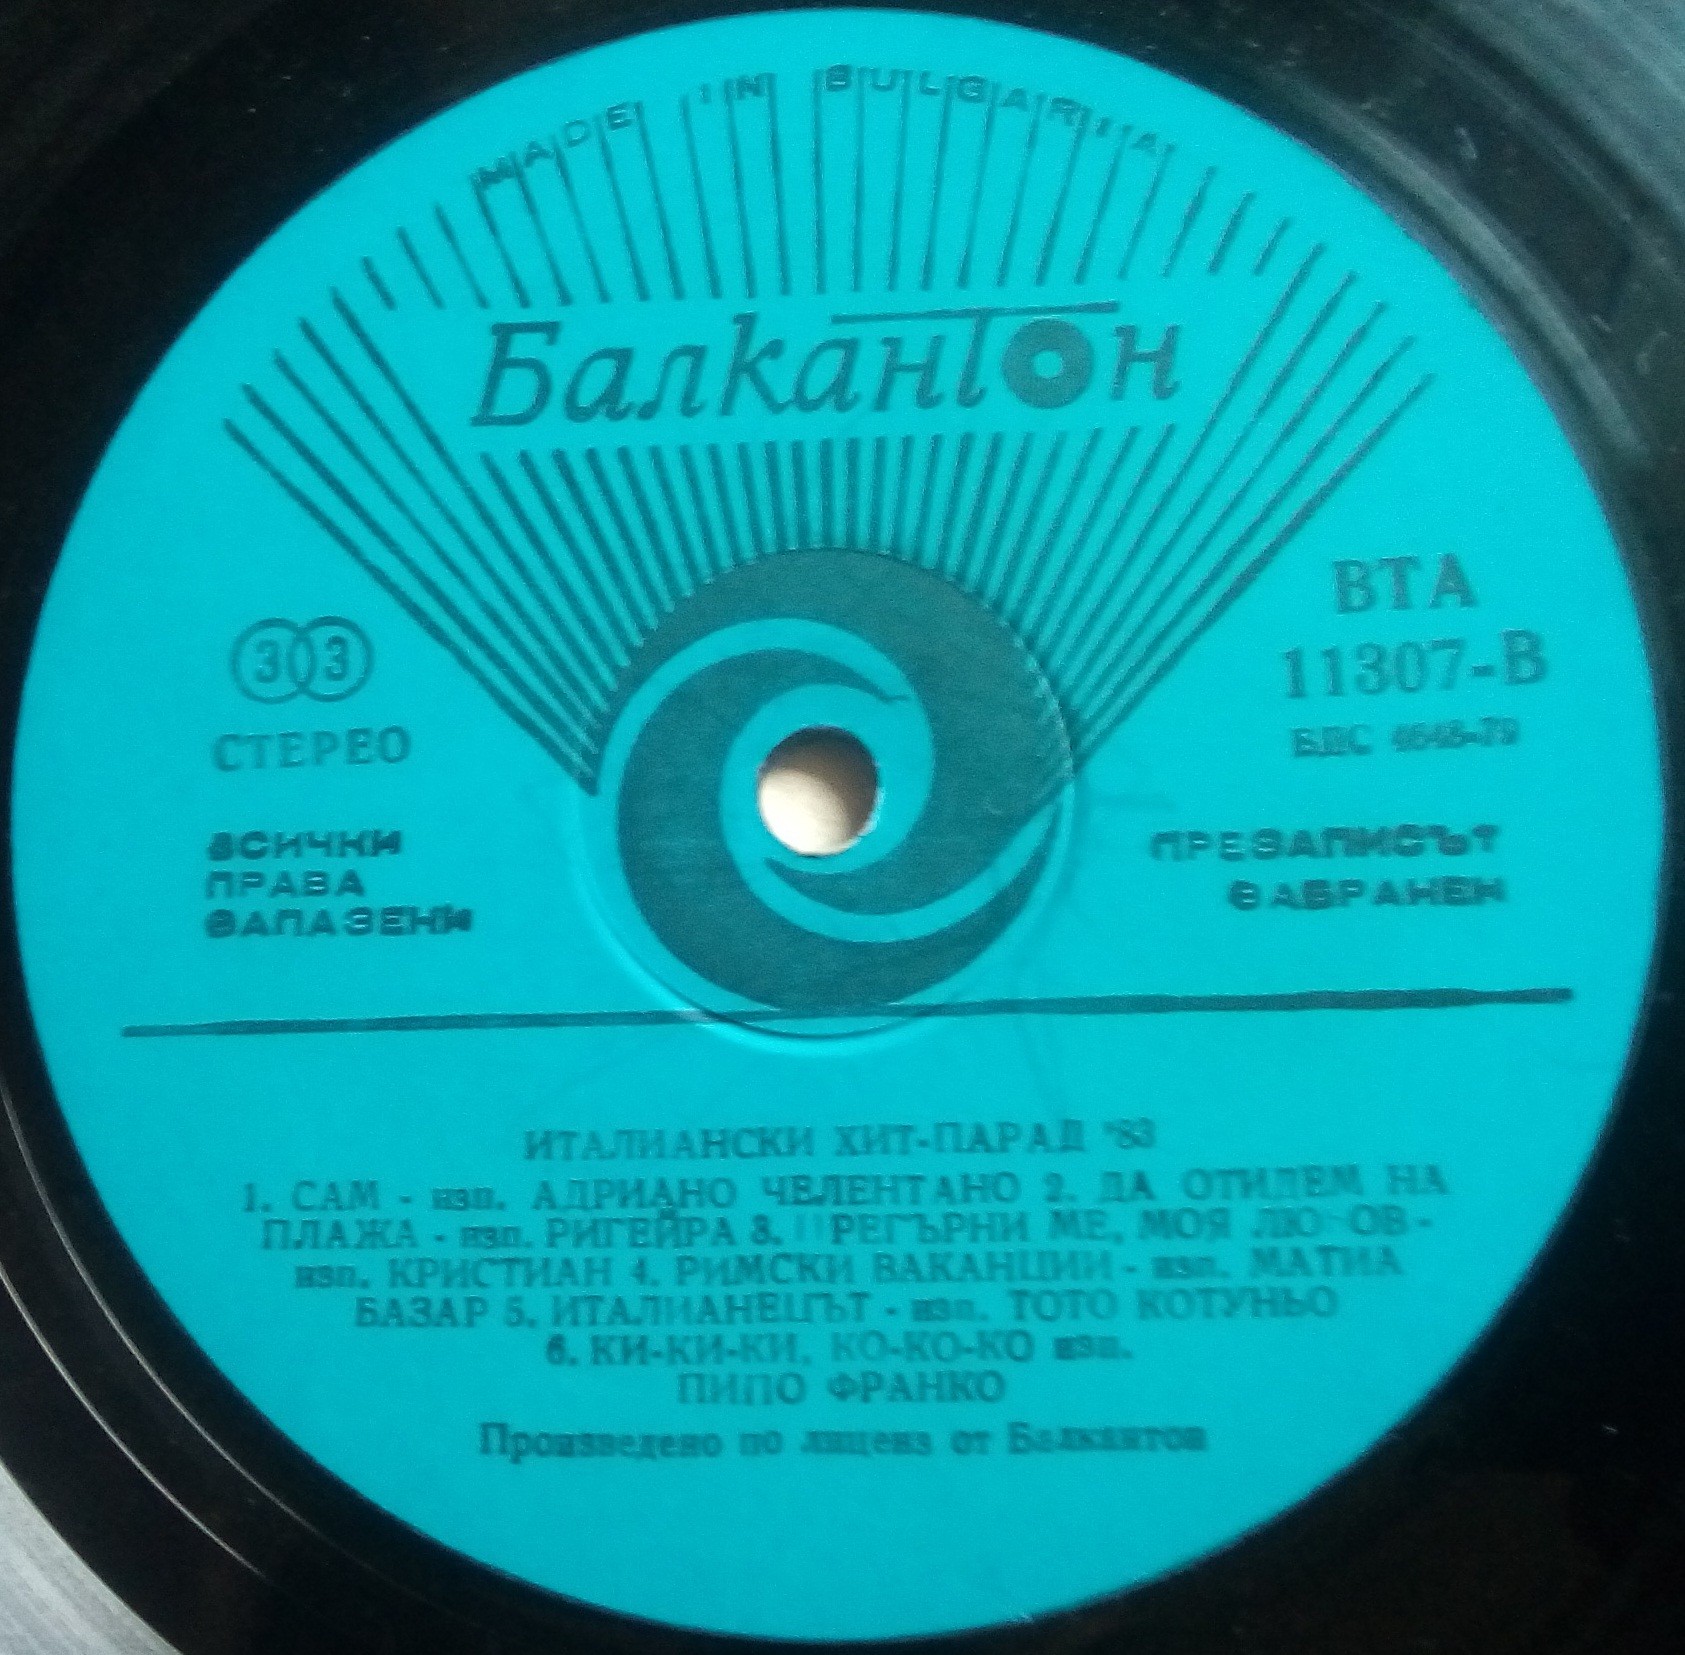 MADE IN BULGARIA
Балкантон
ВТА
33
11307-В
СТЕРЕО
БДС
ВСИЧКИ
ПРАВА
ЗАПАЗЕНИ
ПРЕЗАПИСЪТ
ЗАБРАНЕН
ИТАЛИАНСКИ ХИТ-ПАРАД '83
1. САМ - изп. АДРИАНО ЧЕЛЕНТАНО 2. ДА ОТИДЕМ НА
ПЛАЖА - изп. РИГЕЙРА 3. ПРЕГЪРНИ МЕ, МОЯ ЛЮБОВ -
изп. КРИСТИАН 4. РИМСКИ ВАКАНЦИИ - изп. МАТИА
БАЗАР 5. ИТАЛИАНЕЦЪТ - изп. ТОТО КОТУНЬО
6. КИ-КИ-КИ, КО-КО-КО изп.
ПИПО ФРАНКО
Произведено по лиценз от Балкантон